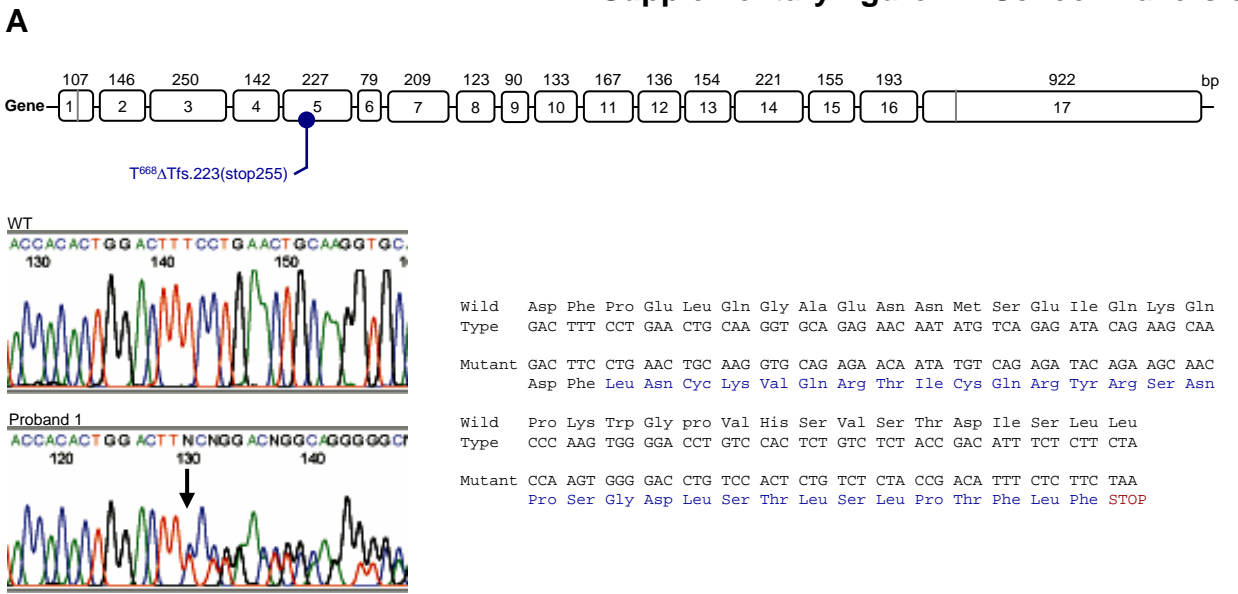 A
107 146 250 142 227 79 209 123 90 133 167 136 154 221 155 193 922 bp
Gene 1 2 3 4 5 6 7 8 9 10 11 12 13 14 15 16 17
T668ΔTfs.223(stop255)
WT
ACCACACTGGACTTTCCTGAACTGCAAGGTGC
130 140 150
Proband 1
ACCACACTGGACTTNCNGGACNGGCAGGGGGC
120 130 140
Wild Asp Phe Pro Glu Leu Gln Gly Ala Glu Asn Asn Met Ser Glu Ile Gln Lys Gln
Type GAC TTT CCT GAA CTG CAA GGT GCA GAG AAC AAT ATG TCA GAG ATA CAG AAG CAA
Mutant GAC TTC CTG AAC TGC AAG GTG CAG AGA ACA ATA TGT CAG AGA TAC AGA AGC AAC
Asp Phe Leu Asn Cyc Lys Val Gln Arg Thr Ile Cys Gln Arg Tyr Arg Ser Asn
Wild Pro Lys Trp Gly pro Val His Ser Val Ser Thr Asp Ile Ser Leu Leu
Type CCC AAG TGG GGA CCT GTC CAC TCT GTC TCT ACC GAC ATT TCT CTT CTA
Mutant CCA AGT GGG GAC CTG TCC ACT CTG TCT CTA CCG ACA TTT CTC TTC TAA
Pro Ser Gly Asp Leu Ser Thr Leu Ser Leu Pro Thr Phe Leu Phe STOP